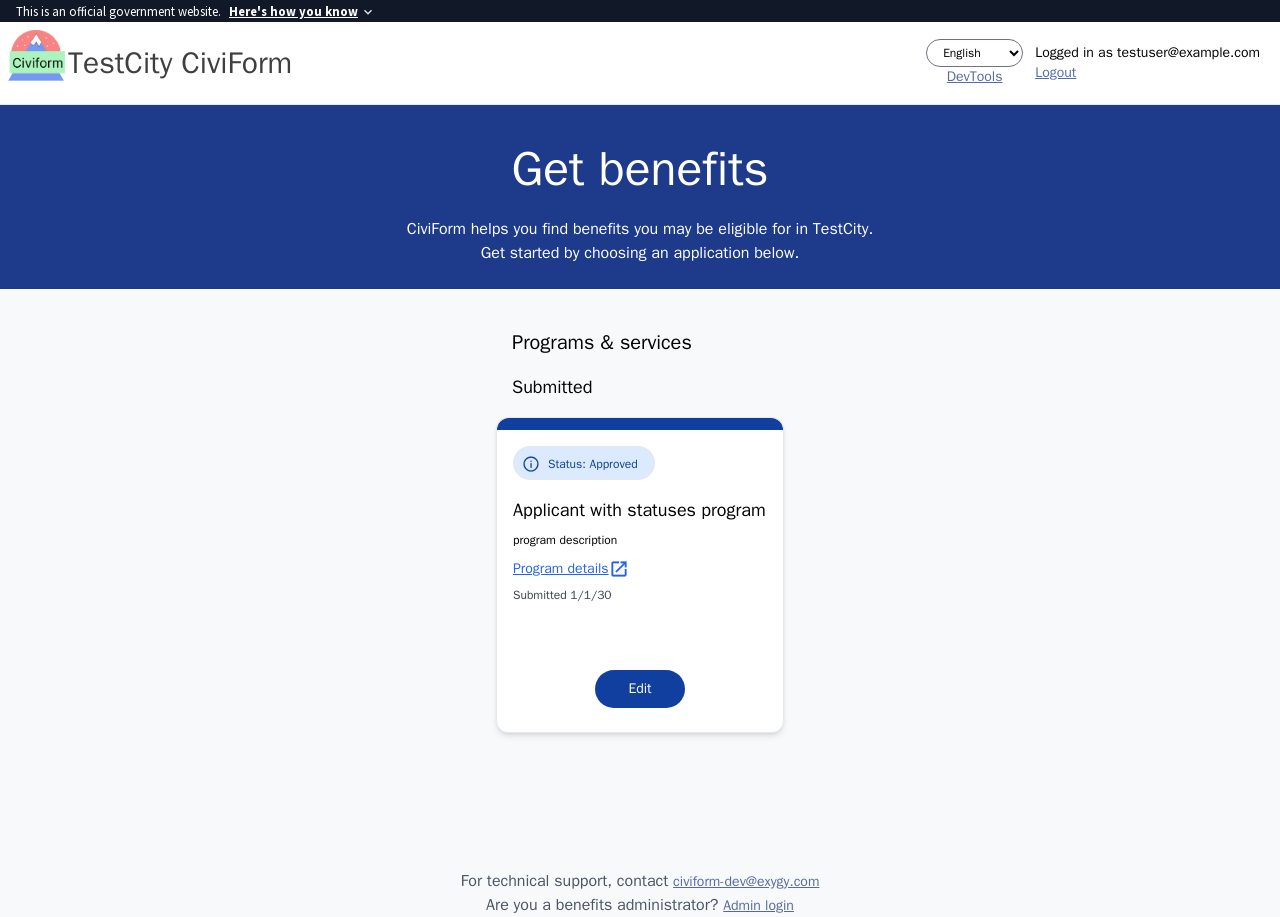 This is an official government website. Here's how you know
Civiform
TestCity CiviForm
English
DevTools
Logged in as testuser@example.com
Logout
Get benefits
CiviForm helps you find benefits you may be eligible for in TestCity.
Get started by choosing an application below.
Programs & services
Submitted
Status: Approved
Applicant with statuses program
program description
Program details
Submitted 1/1/30
Edit
For technical support, contact civiform-dev@exygy.com
Are you a benefits administrator? Admin login